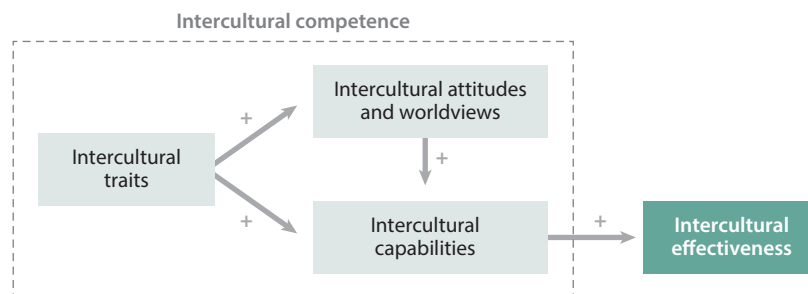 Intercultural competence
Intercultural attitudes
and worldviews
+
+
Intercultural
traits
+
Intercultural
capabilities
+
Intercultural
effectiveness